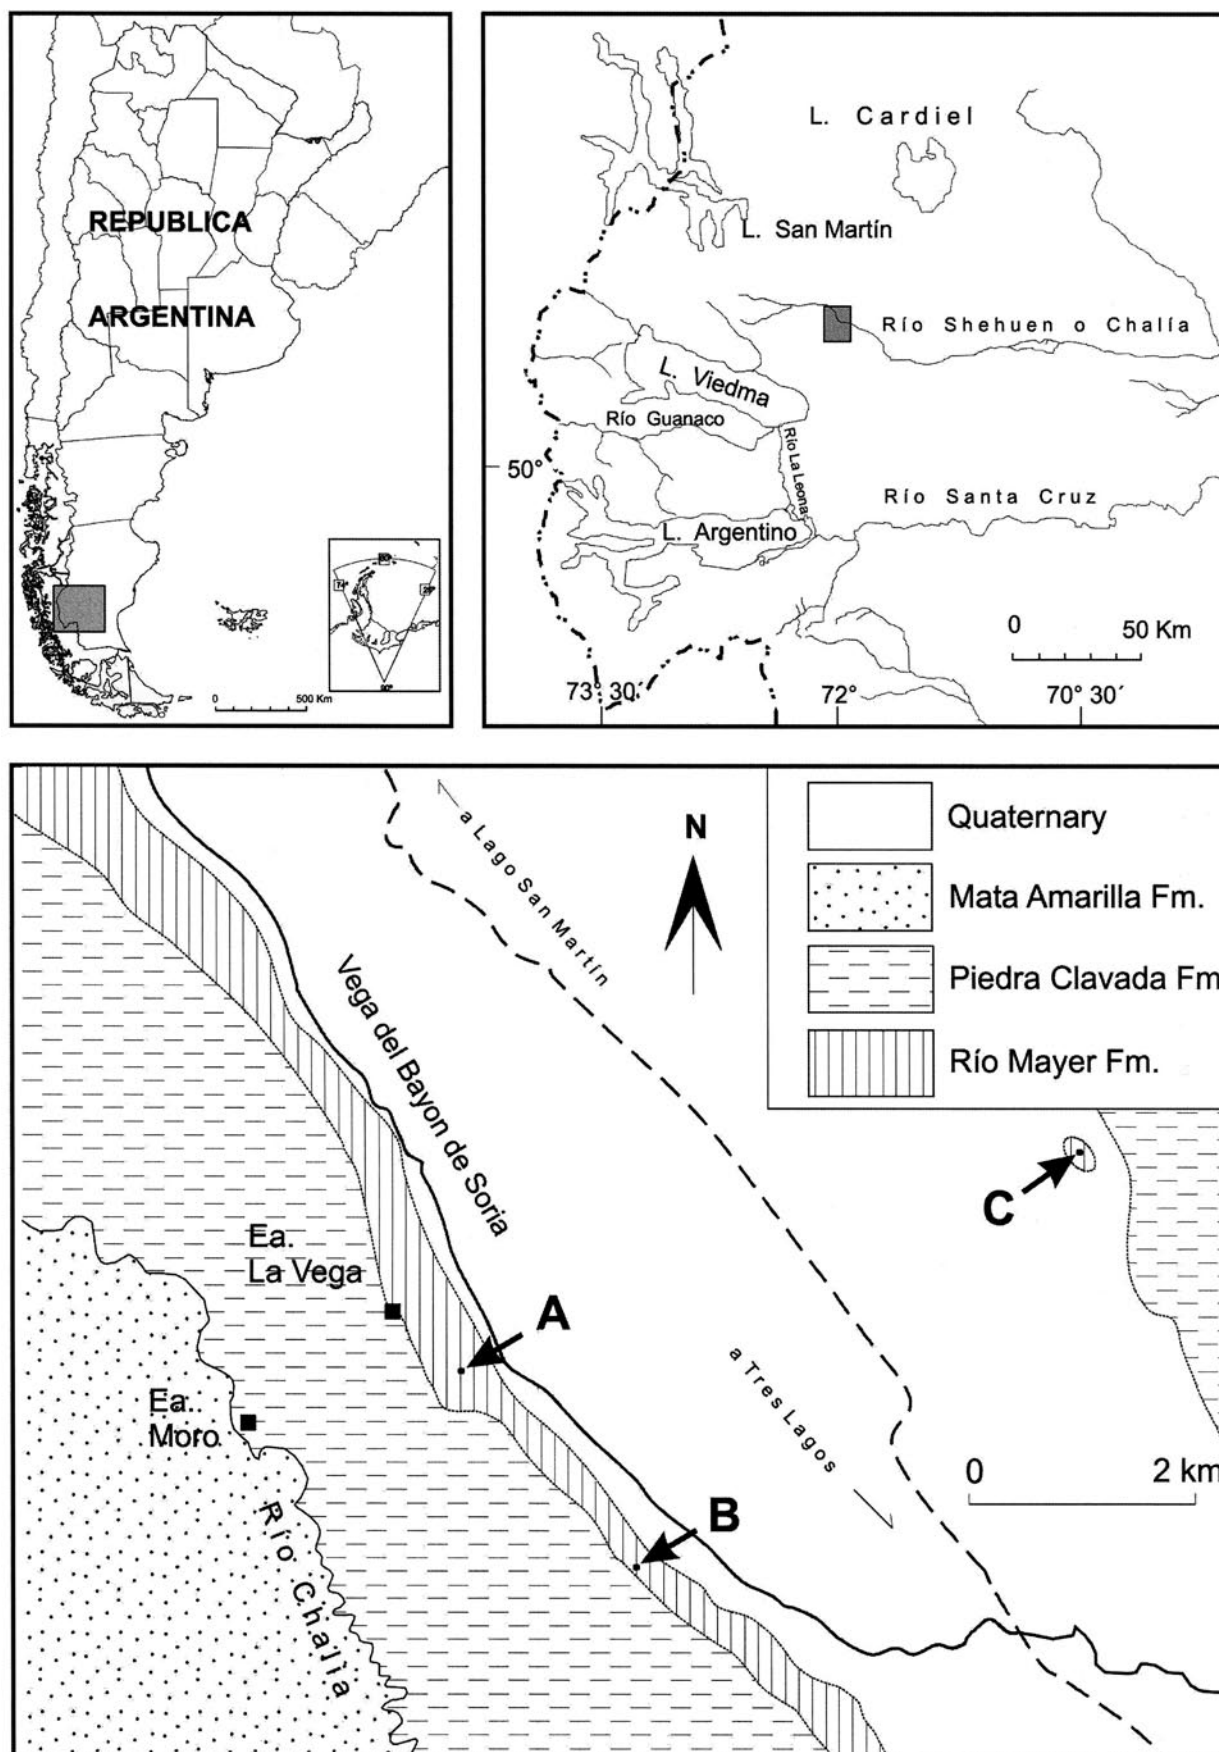 REPUBLICA
ARGENTINA
0
500 Km
L. Cardiel
L. San Martín
Río Shehuen o Chalía
L. Viedma
Río Guanaco
Río La Leona
50°
Río Santa Cruz
L. Argentino
0
50 Km
73° 30´
72°
70° 30´
Quaternary
Mata Amarilla Fm.
Piedra Clavada Fm
Río Mayer Fm.
N
a Lago San Martín
Vega del Bayon de Soria
C
Ea.
La Vega
A
a Tres Lagos
Ea..
Moro
0
2 km
B
Río Chalía